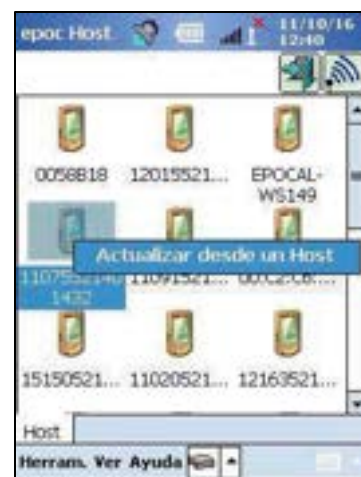 epoc Host
11/10/16
12:40
0058B18 12015521... EPOCAL-
WS149
Actualizar desde un Host
1432
15150521... 11020521... 12163521...
Host
Herram. Ver Ayuda